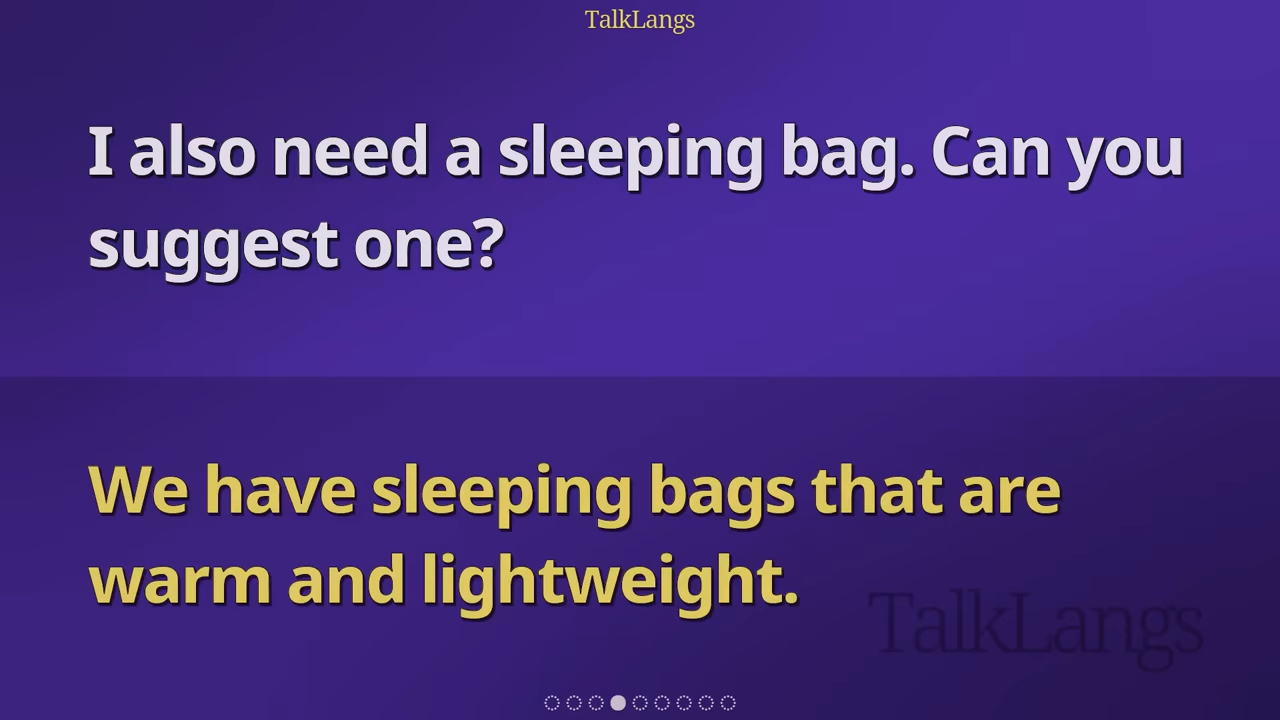 TalkLangs
I also need a sleeping bag. Can you
suggest one?
We have sleeping bags that are
warm and lightweight.
TalkLangs